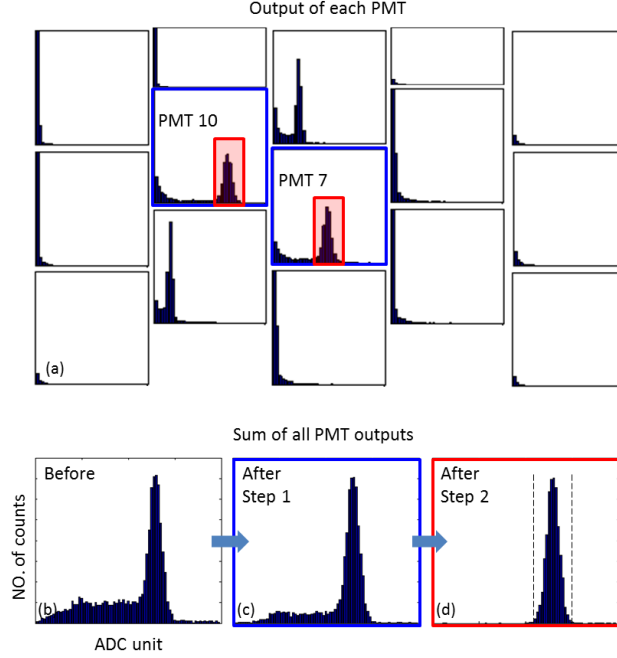 Output of each PMT
PMT 10
PMT 7
(a)
Sum of all PMT outputs
Before
After
Step 1
After
Step 2
NO. of counts
(b)
(c)
(d)
ADC unit